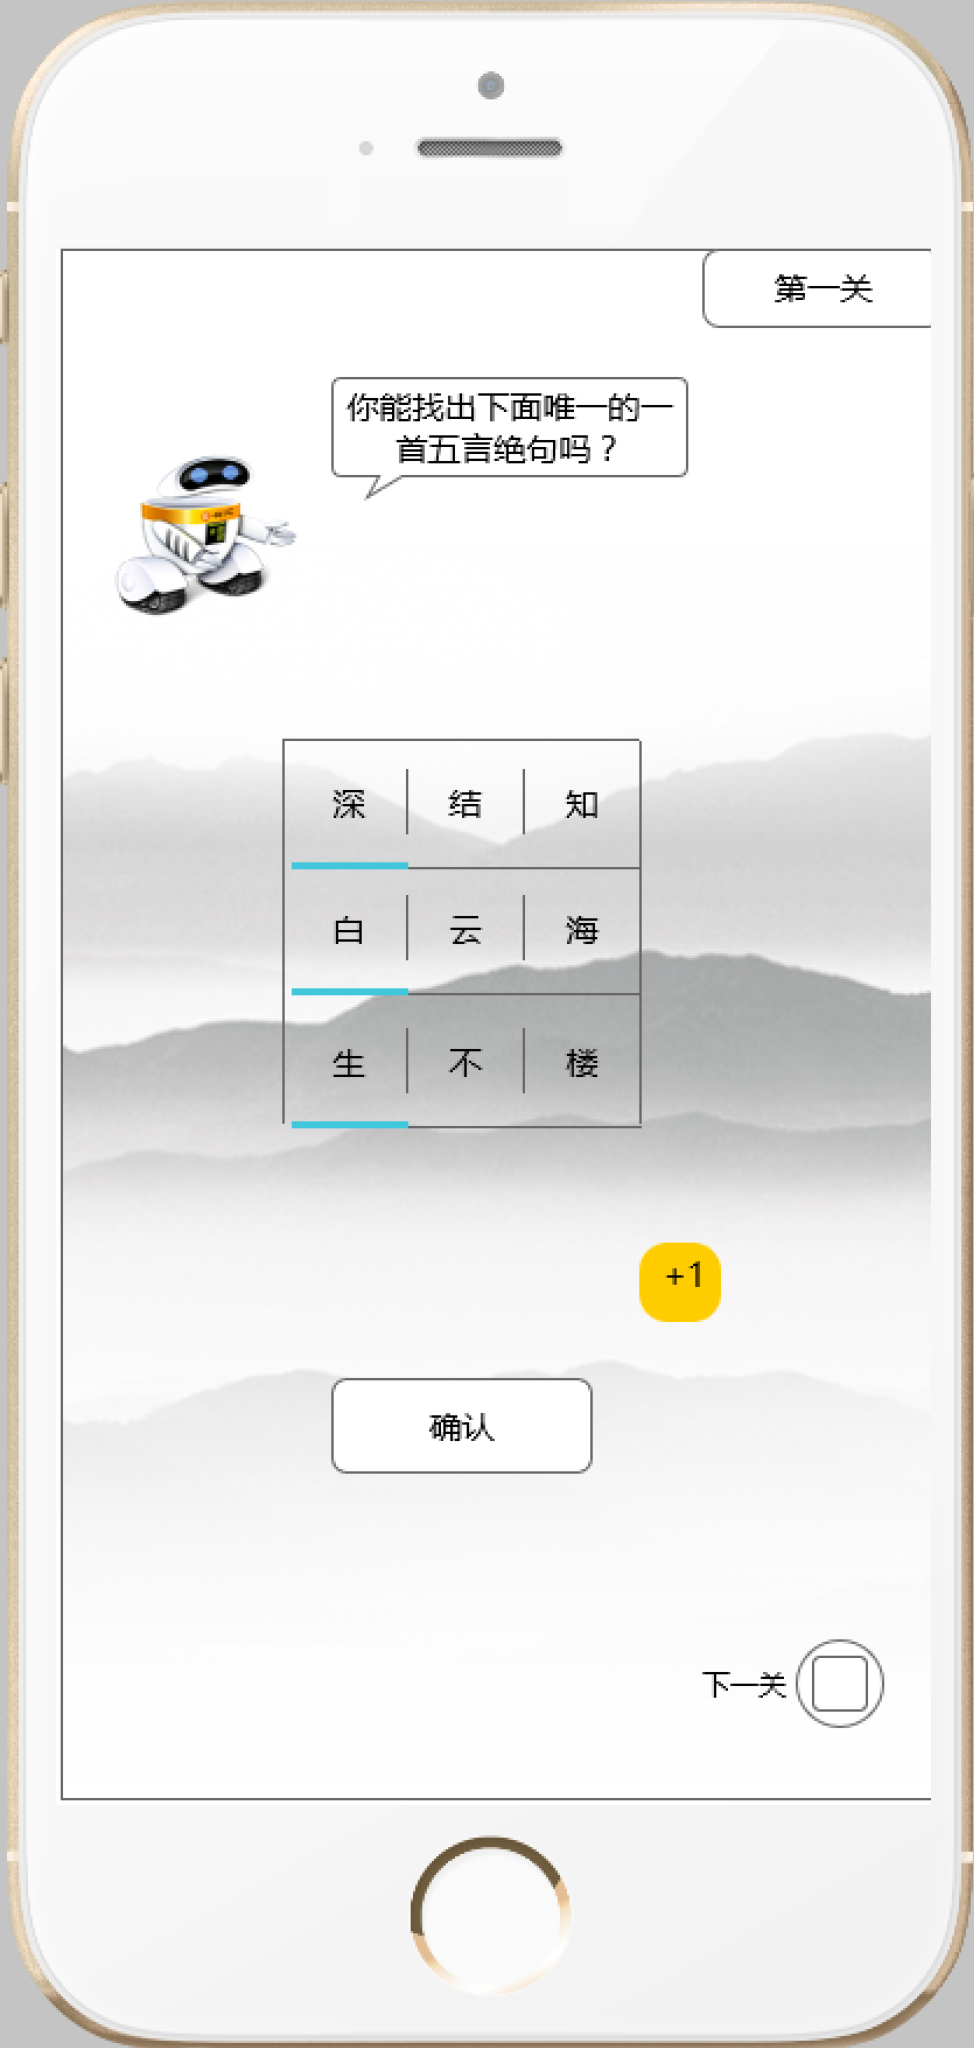 第一关
你能找出下面唯一的一
首五言绝句吗？
深 结 知
白 云 海
生 不 楼
+1
确认
下一关